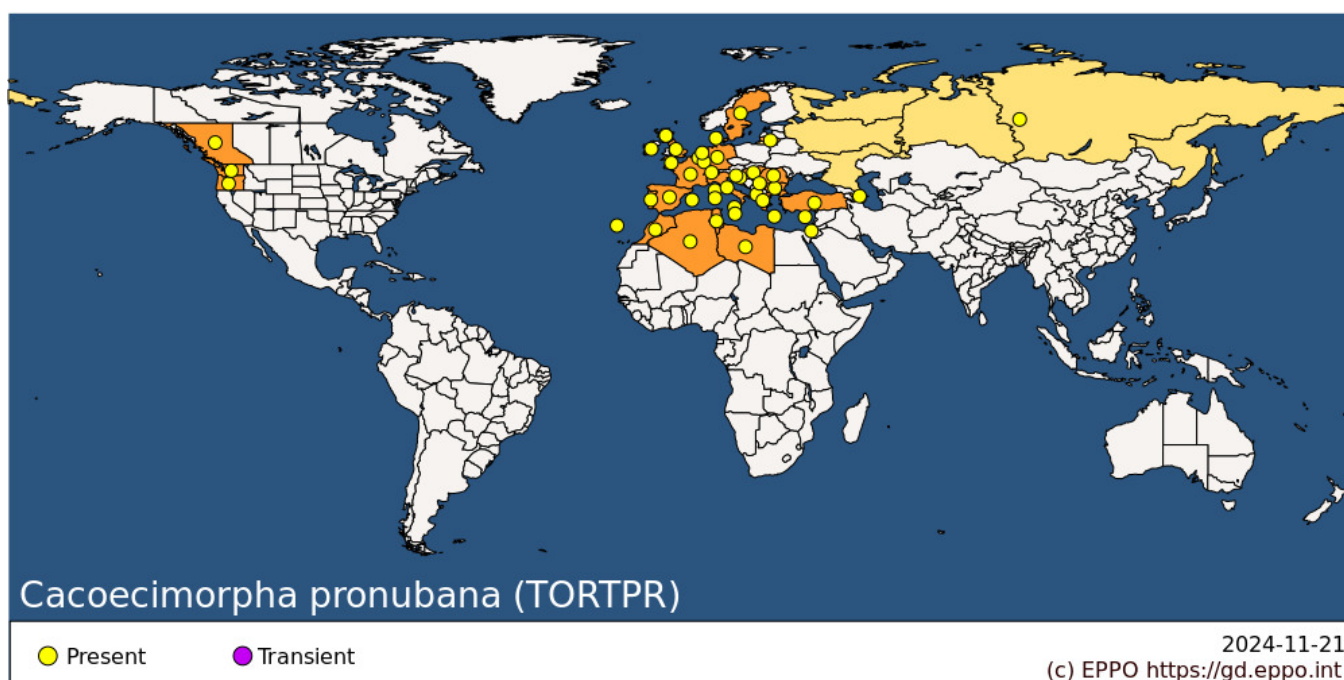 Cacoecimorpha pronubana (TORTPR)
Present
Transient
2024-11-21
(c) EPPO https://gd.eppo.int